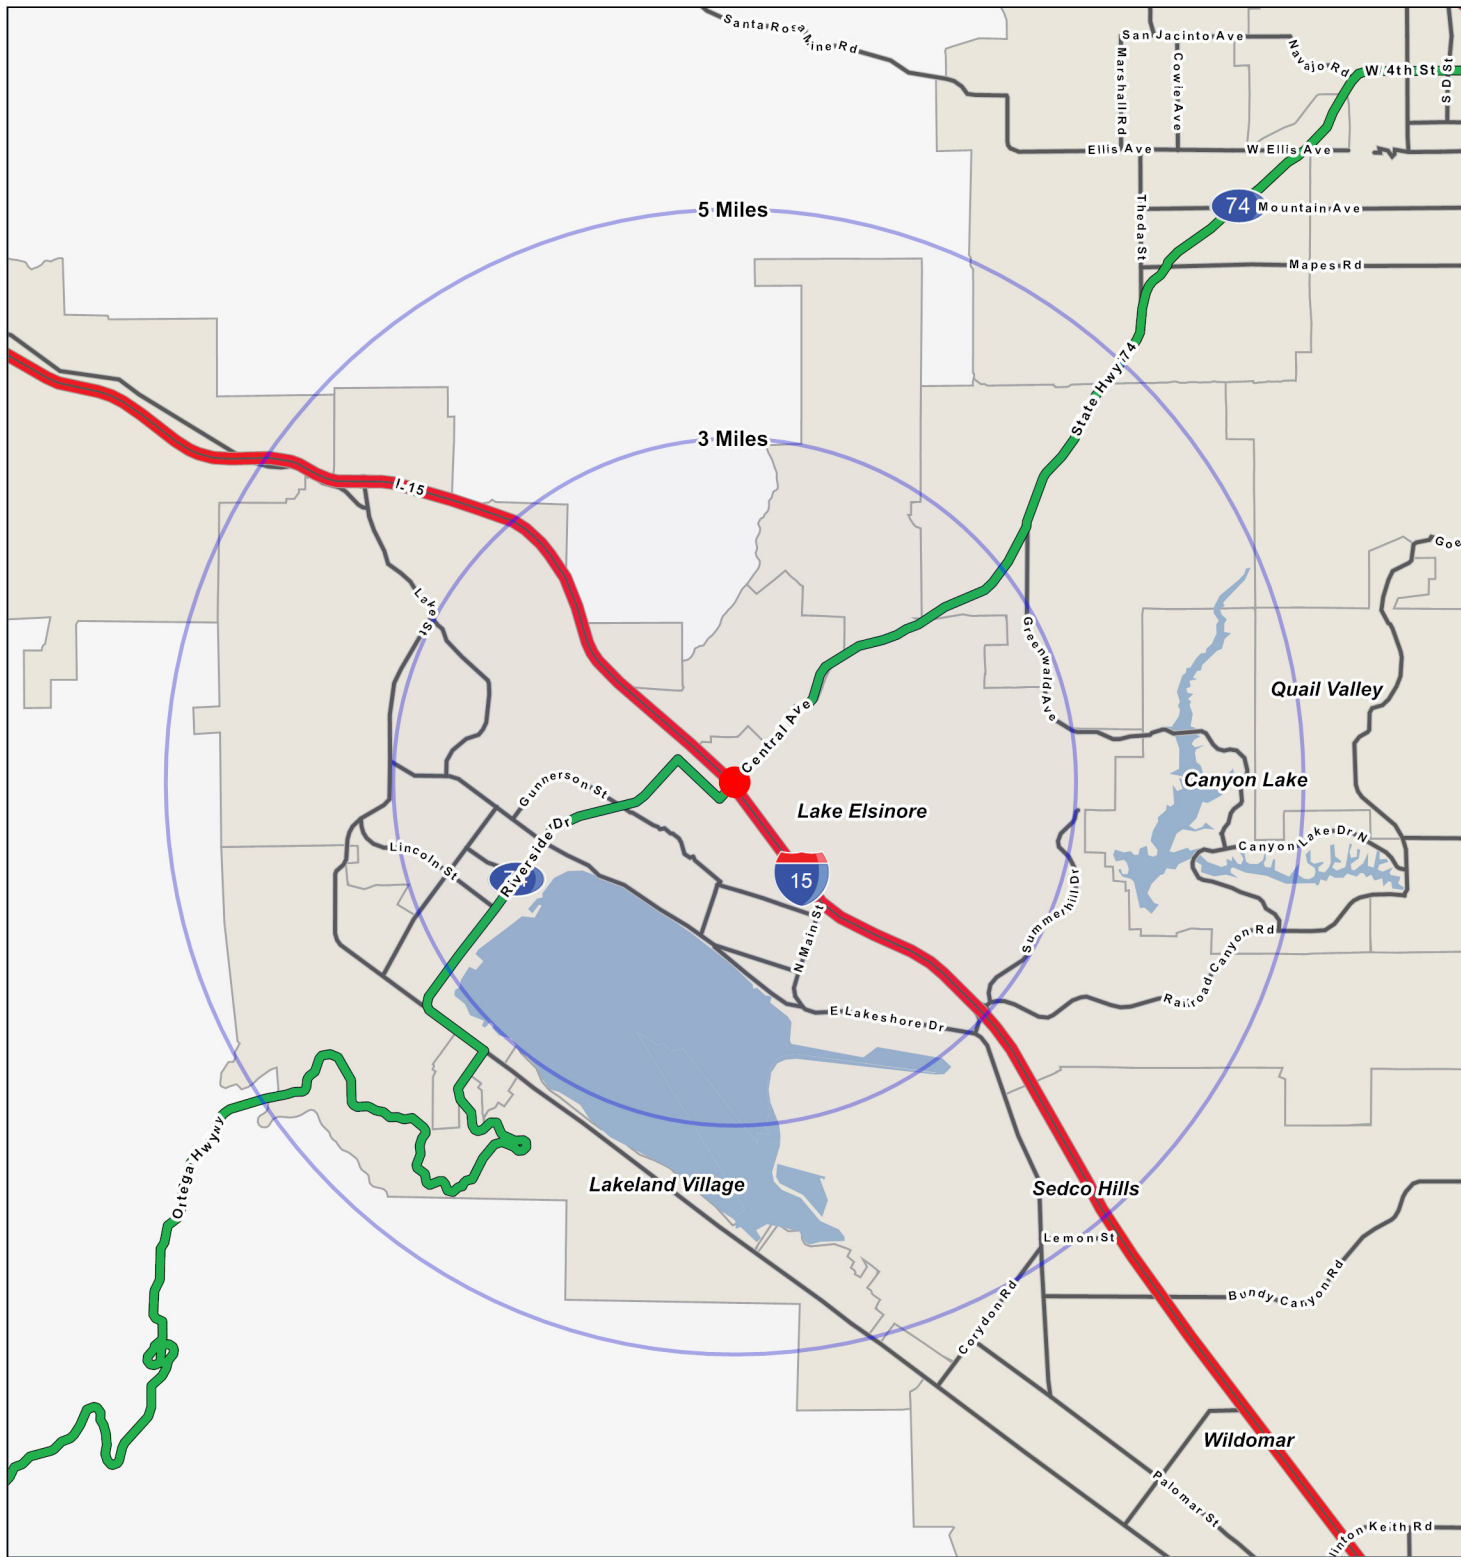 Santa Rosa Mine Rd
San Jacinto Ave
Navajo Rd
W 4th St
S D St
Marshall Rd
Cowie Ave
Ellis Ave
W Ellis Ave
5 Miles
Theda St
74
Mountain Ave
Mapes Rd
State Hwy 74
3 Miles
I-15
Goe
Lake St
Greenwald Ave
Quail Valley
Central Ave
Canyon Lake
Gunnerson St
Lake Elsinore
Riverside Dr
Canyon Lake Dr N
Lincoln St
15
Summerhill Dr
N Main St
Railroad Canyon Rd
E Lakeshore Dr
Ortega Hwy
Lakeland Village
Sedco Hills
Lemon St
Corydon Rd
Bundy Canyon Rd
Wildomar
Palomar St
linton Keith Rd